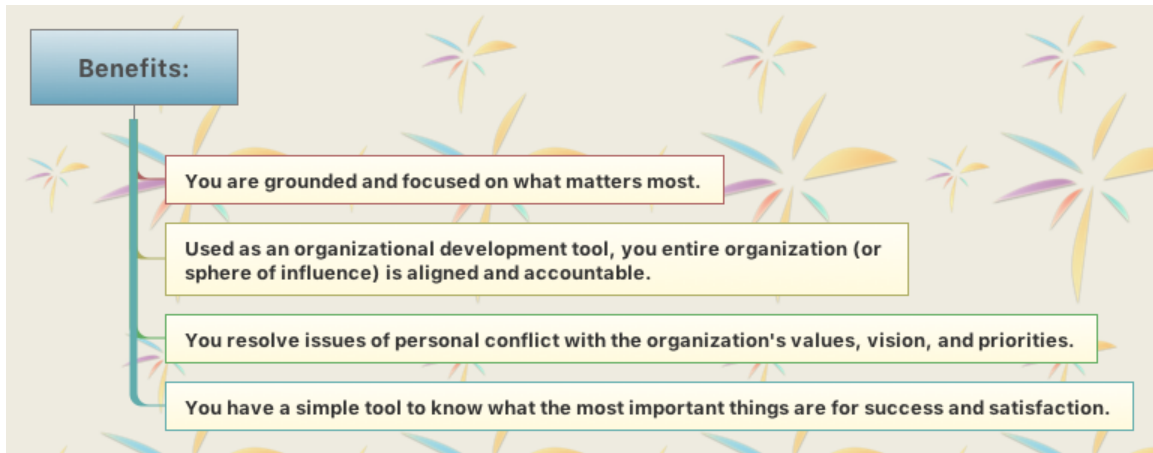 Benefits:
You are grounded and focused on what matters most.
Used as an organizational development tool, you entire organization (or
sphere of influence) is aligned and accountable.
You resolve issues of personal conflict with the organization's values, vision, and priorities.
You have a simple tool to know what the most important things are for success and satisfaction.